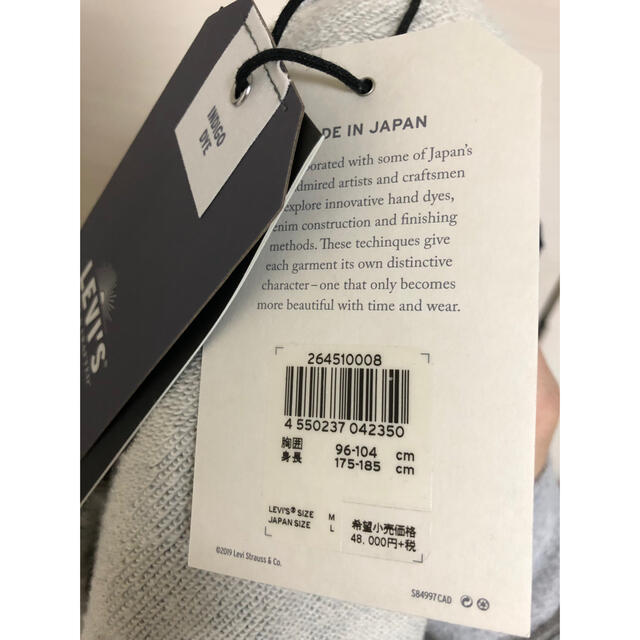 INDIGO
DYE
LEVI'S
DE IN JAPAN
orated with some of Japan's
dmired artists and craftsmen
explore innovative hand dyes,
enim construction and finishing
methods. These techinques give
each garment its own distinctive
character–one that only becomes
more beautiful with time and wear.
264510008
4 550237 042350
胸囲 96-104 cm
身長 175-185 cm
LEVI'S® SIZE M
JAPAN SIZE L
希望小売価格
48,000円+税
©2019 Levi Strauss & Co.
S84997CAD